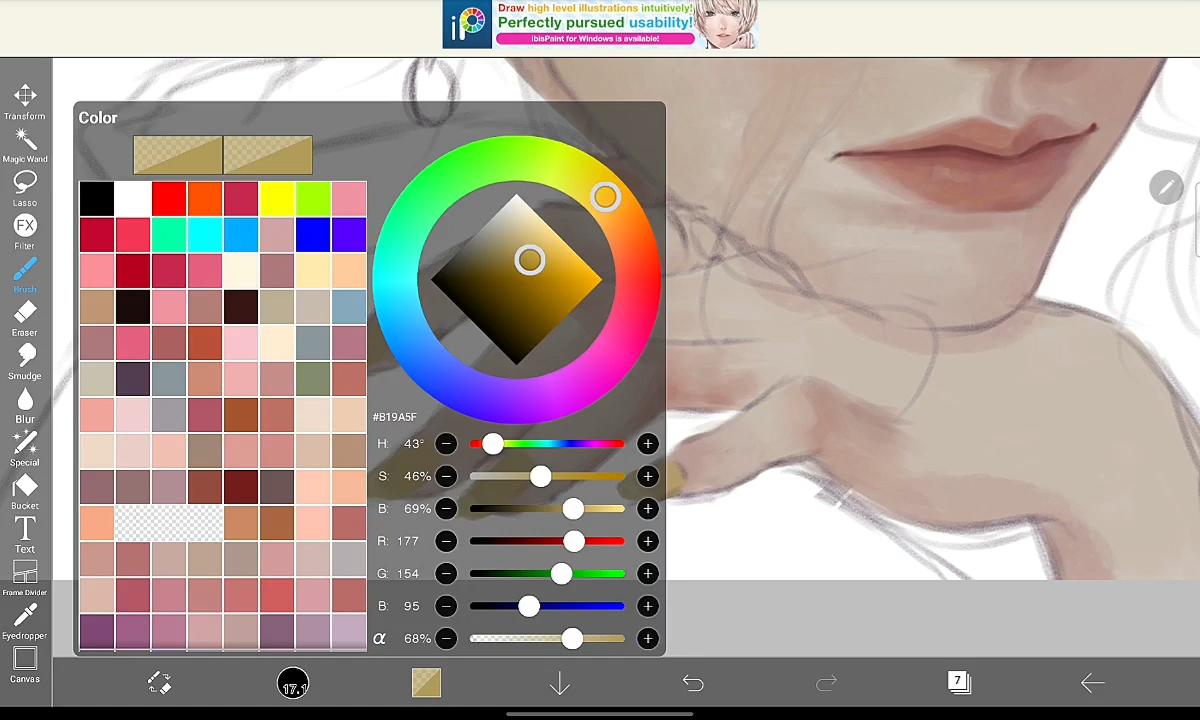 Draw high level illustrations intuitively!
Perfectly pursued usability!
ibisPaint for Windows is available!
iP
Transform
Magic Wand
Lasso
FX
Filter
Brush
Eraser
Smudge
Blur
Special
Bucket
T
Text
Frame Divider
Eyedropper
Canvas
Color
#B19A5F
H: 43° − +
S: 46% − +
B: 69% − +
R: 177 − +
G: 154 − +
B: 95 − +
α 68% − +
17.1
7